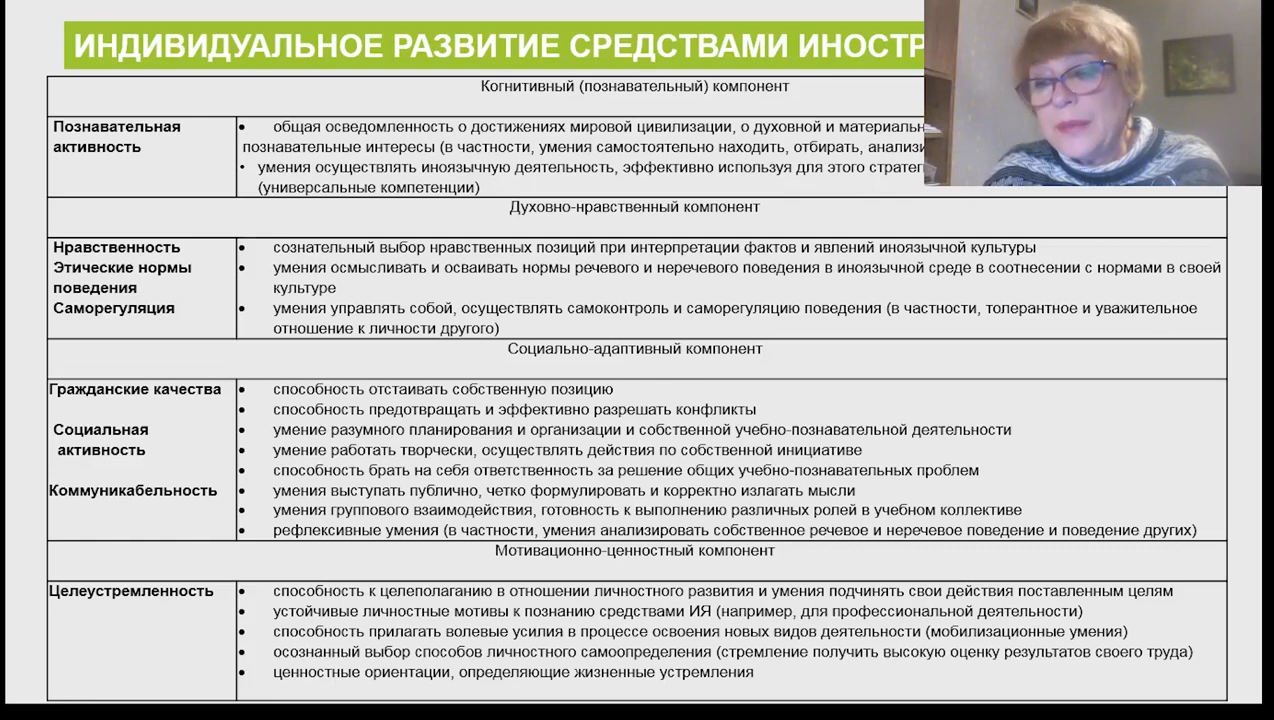 ИНДИВИДУАЛЬНОЕ РАЗВИТИЕ СРЕДСТВАМИ
Когнитивный (познавательный) компонент
Познавательная активность
• общая осведомленность о достижениях мировой цивилизации, о духовной и
познавательные интересы (в частности, умения самостоятельно находить, отбирать,
• умения осуществлять иноязычную деятельность, эффективно используя для этого
(универсальные компетенции)
Духовно-нравственный компонент
Нравственность
• сознательный выбор нравственных позиций при интерпретации фактов и явлений иноязычной культуры
Этические нормы поведения
• умения осмысливать и осваивать нормы речевого и неречевого поведения в иноязычной среде в соотнесении с нормами в своей
культуре
Саморегуляция
• умения управлять собой, осуществлять самоконтроль и саморегуляцию поведения (в частности, толерантное и уважительное
отношение к личности другого)
Социально-адаптивный компонент
Гражданские качества
• способность отстаивать собственную позицию
• способность предотвращать и эффективно разрешать конфликты
Социальная активность
• умение разумного планирования и организации и собственной учебно-познавательной деятельности
• умение работать творчески, осуществлять действия по собственной инициативе
• способность брать на себя ответственность за решение общих учебно-познавательных проблем
Коммуникабельность
• умения выступать публично, четко формулировать и корректно излагать мысли
• умения группового взаимодействия, готовность к выполнению различных ролей в учебном коллективе
• рефлексивные умения (в частности, умения анализировать собственное речевое и неречевое поведение и поведение других)
Мотивационно-ценностный компонент
Целеустремленность
• способность к целеполаганию в отношении личностного развития и умения подчинять свои действия поставленным целям
• устойчивые личностные мотивы к познанию средствами ИЯ (например, для профессиональной деятельности)
• способность прилагать волевые усилия в процессе освоения новых видов деятельности (мобилизационные умения)
• осознанный выбор способов личностного самоопределения (стремление получить высокую оценку результатов своего труда)
• ценностные ориентации, определяющие жизненные устремления